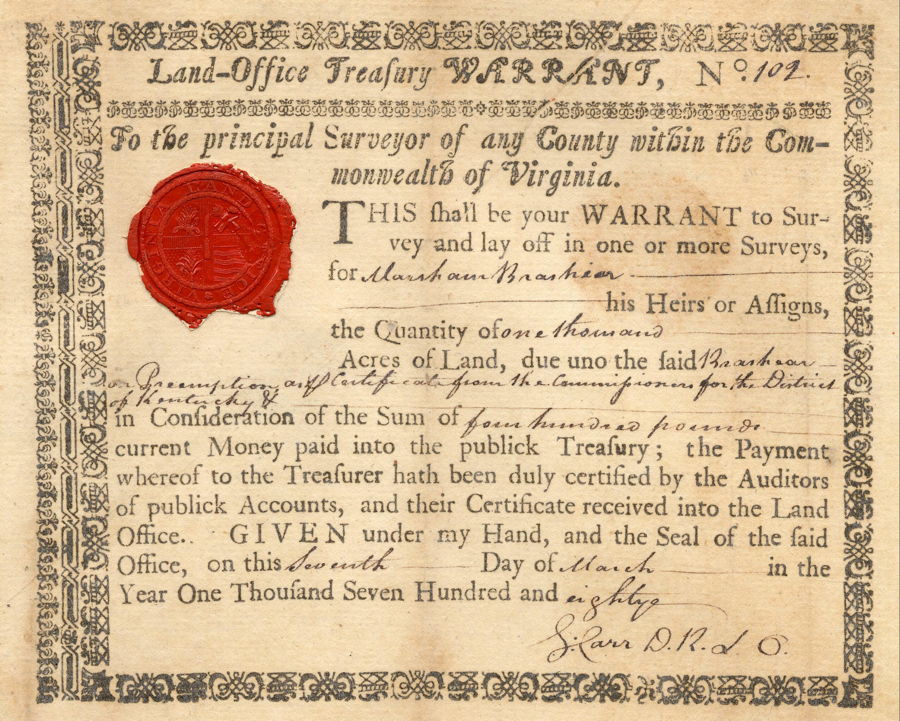 Land-Office Treaſury WARRANT, No. 102.
To the principal Surveyor of any County within the Com-
monwealth of Virginia.
THIS ſhall be your WARRANT to Sur-
vey and lay off in one or more Surveys,
for Marsham Brashear
his Heirs or Aſſigns,
the Quantity of one thousand
Acres of Land, due uno the ſaid Brashear
on Preemption as p Certificate from the Commissioners for the District
of Kentucky &
in Conſideration of the Sum of four hundred pounds
current Money paid into the publick Treaſury; the Payment
whereof to the Treaſurer hath been duly certified by the Auditors
of publick Accounts, and their Certificate received into the Land
Office.. GIVEN under my Hand, and the Seal of the ſaid
Office, on this Seventh Day of March in the
Year One Thouſand Seven Hundred and eighty
Carr D. R. L O.